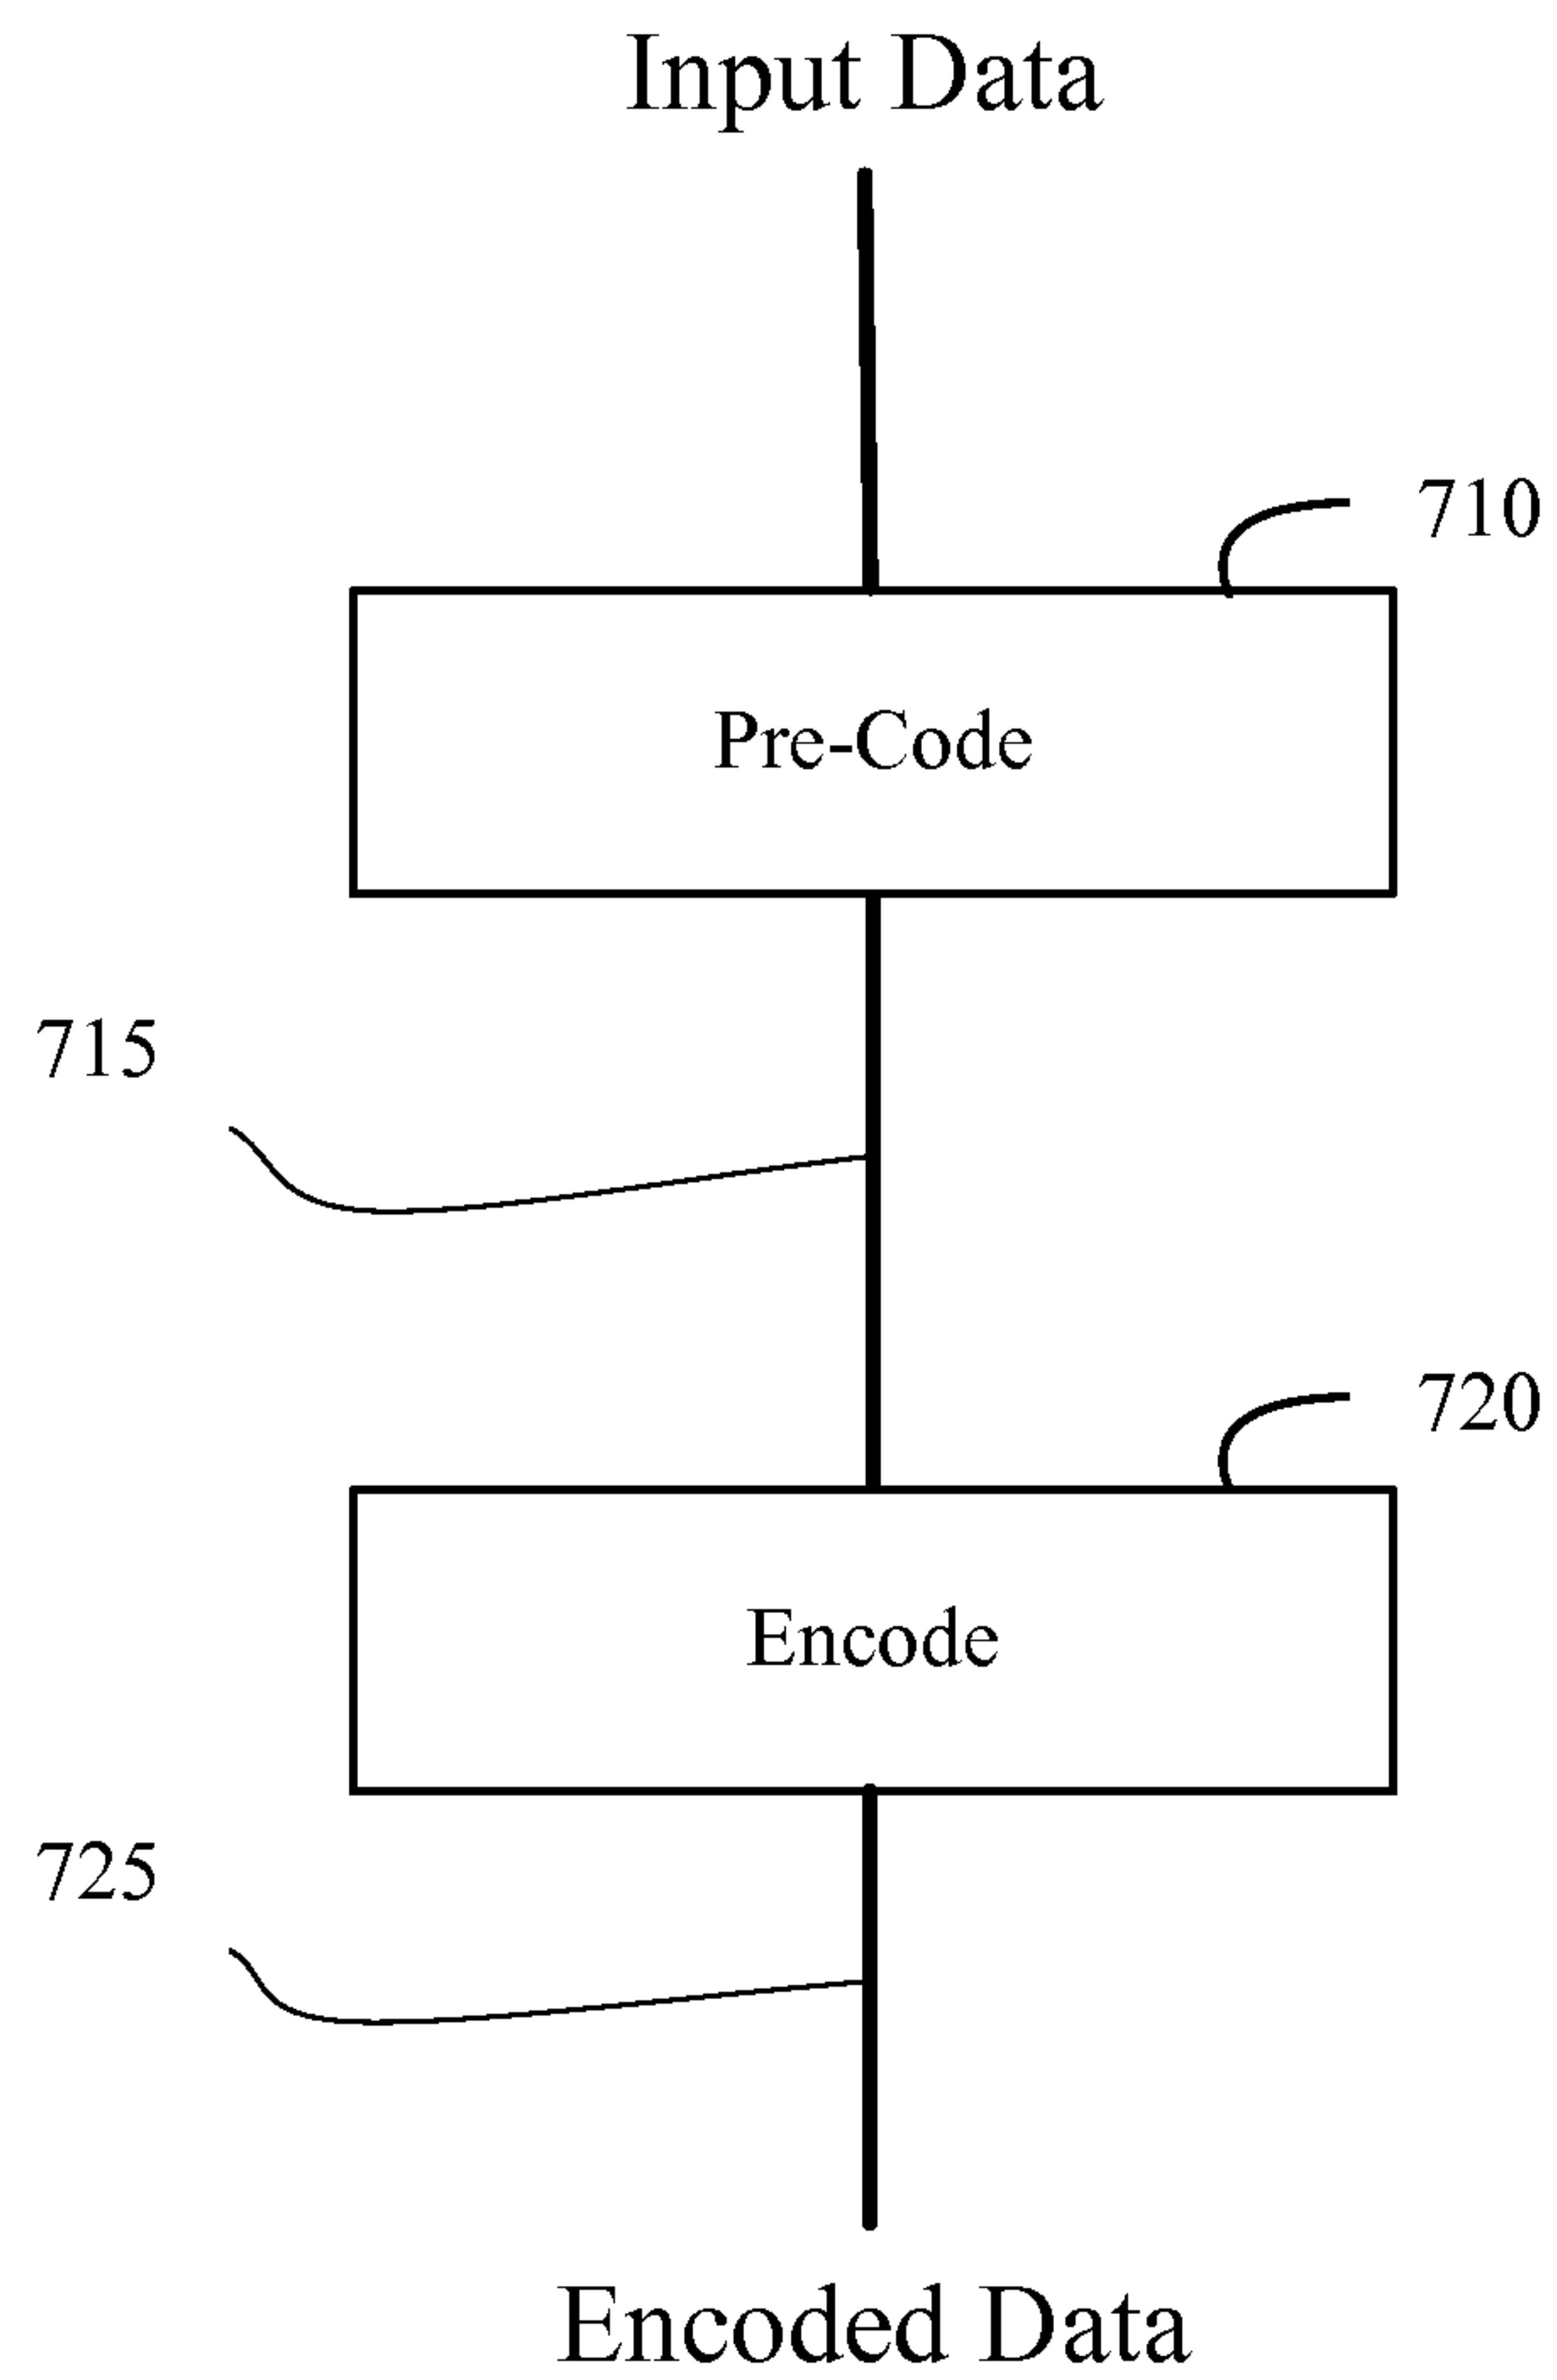 Input Data
710
Pre-Code
715
720
Encode
725
Encoded Data